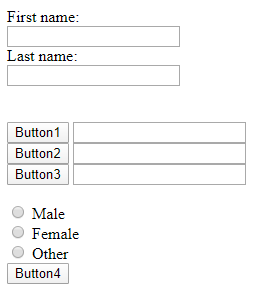 First name:
Last name:
Button1
Button2
Button3
Male
Female
Other
Button4